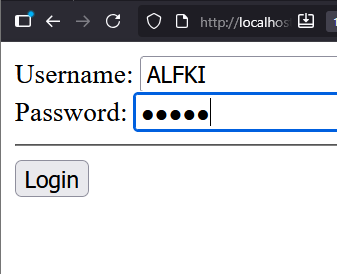 http://localhos
Username: ALFKI
Password: •••••
Login